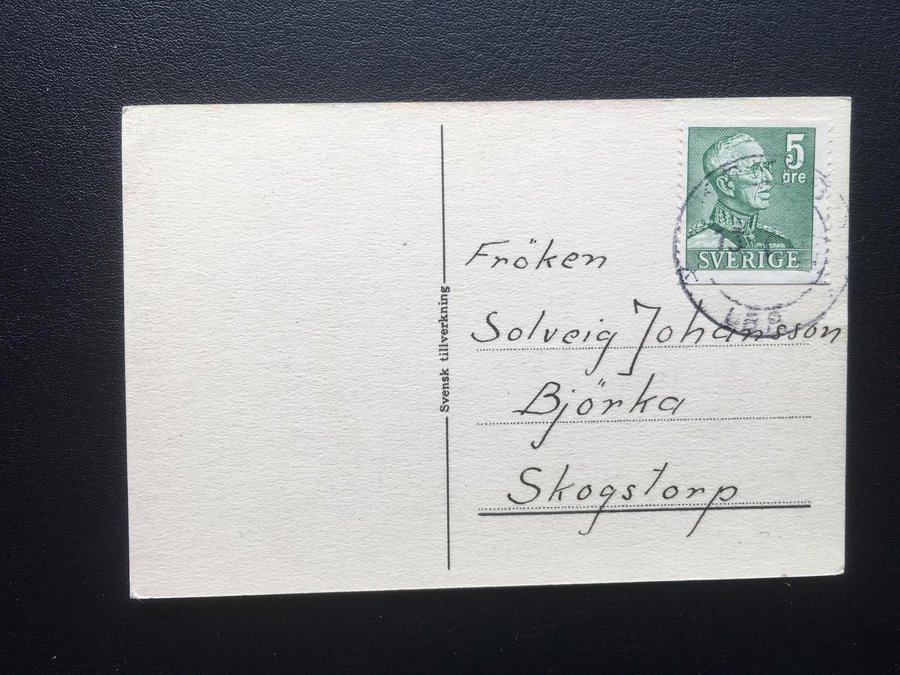 5
öre
SVERIGE
Fröken
Solveig Johansson
Björka
Skogstorp
Svensk tillverkning